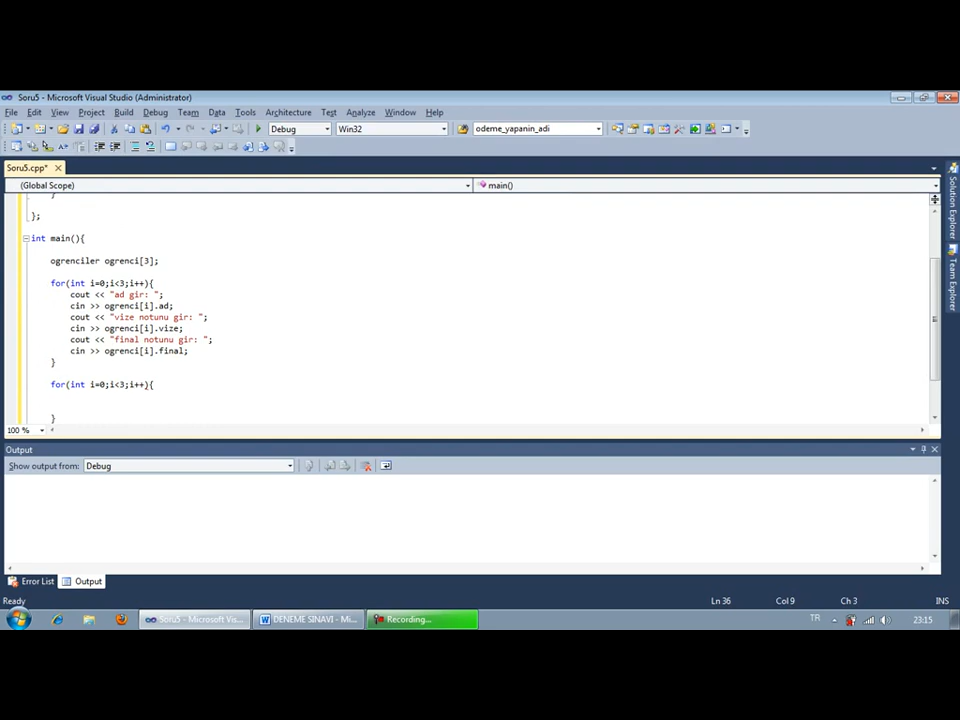 Soru5 - Microsoft Visual Studio (Administrator)
File Edit View Project Build Debug Team Data Tools Architecture Test Analyze Window Help
Debug Win32 odeme_yapanin_adi
Soru5.cpp*
(Global Scope) main()
}
};
int main(){
ogrenciler ogrenci[3];
for(int i=0;i<3;i++){
cout << "ad gir: ";
cin >> ogrenci[i].ad;
cout << "vize notunu gir: ";
cin >> ogrenci[i].vize;
cout << "final notunu gir: ";
cin >> ogrenci[i].final;
}
for(int i=0;i<3;i++){
}
100 %
Output
Show output from: Debug
Error List Output
Ready Ln 36 Col 9 Ch 3 INS
Soru5 - Microsoft Vis... DENEME SINAVI - Mi... Recording... TR 23:15
Solution Explorer
Team Explorer